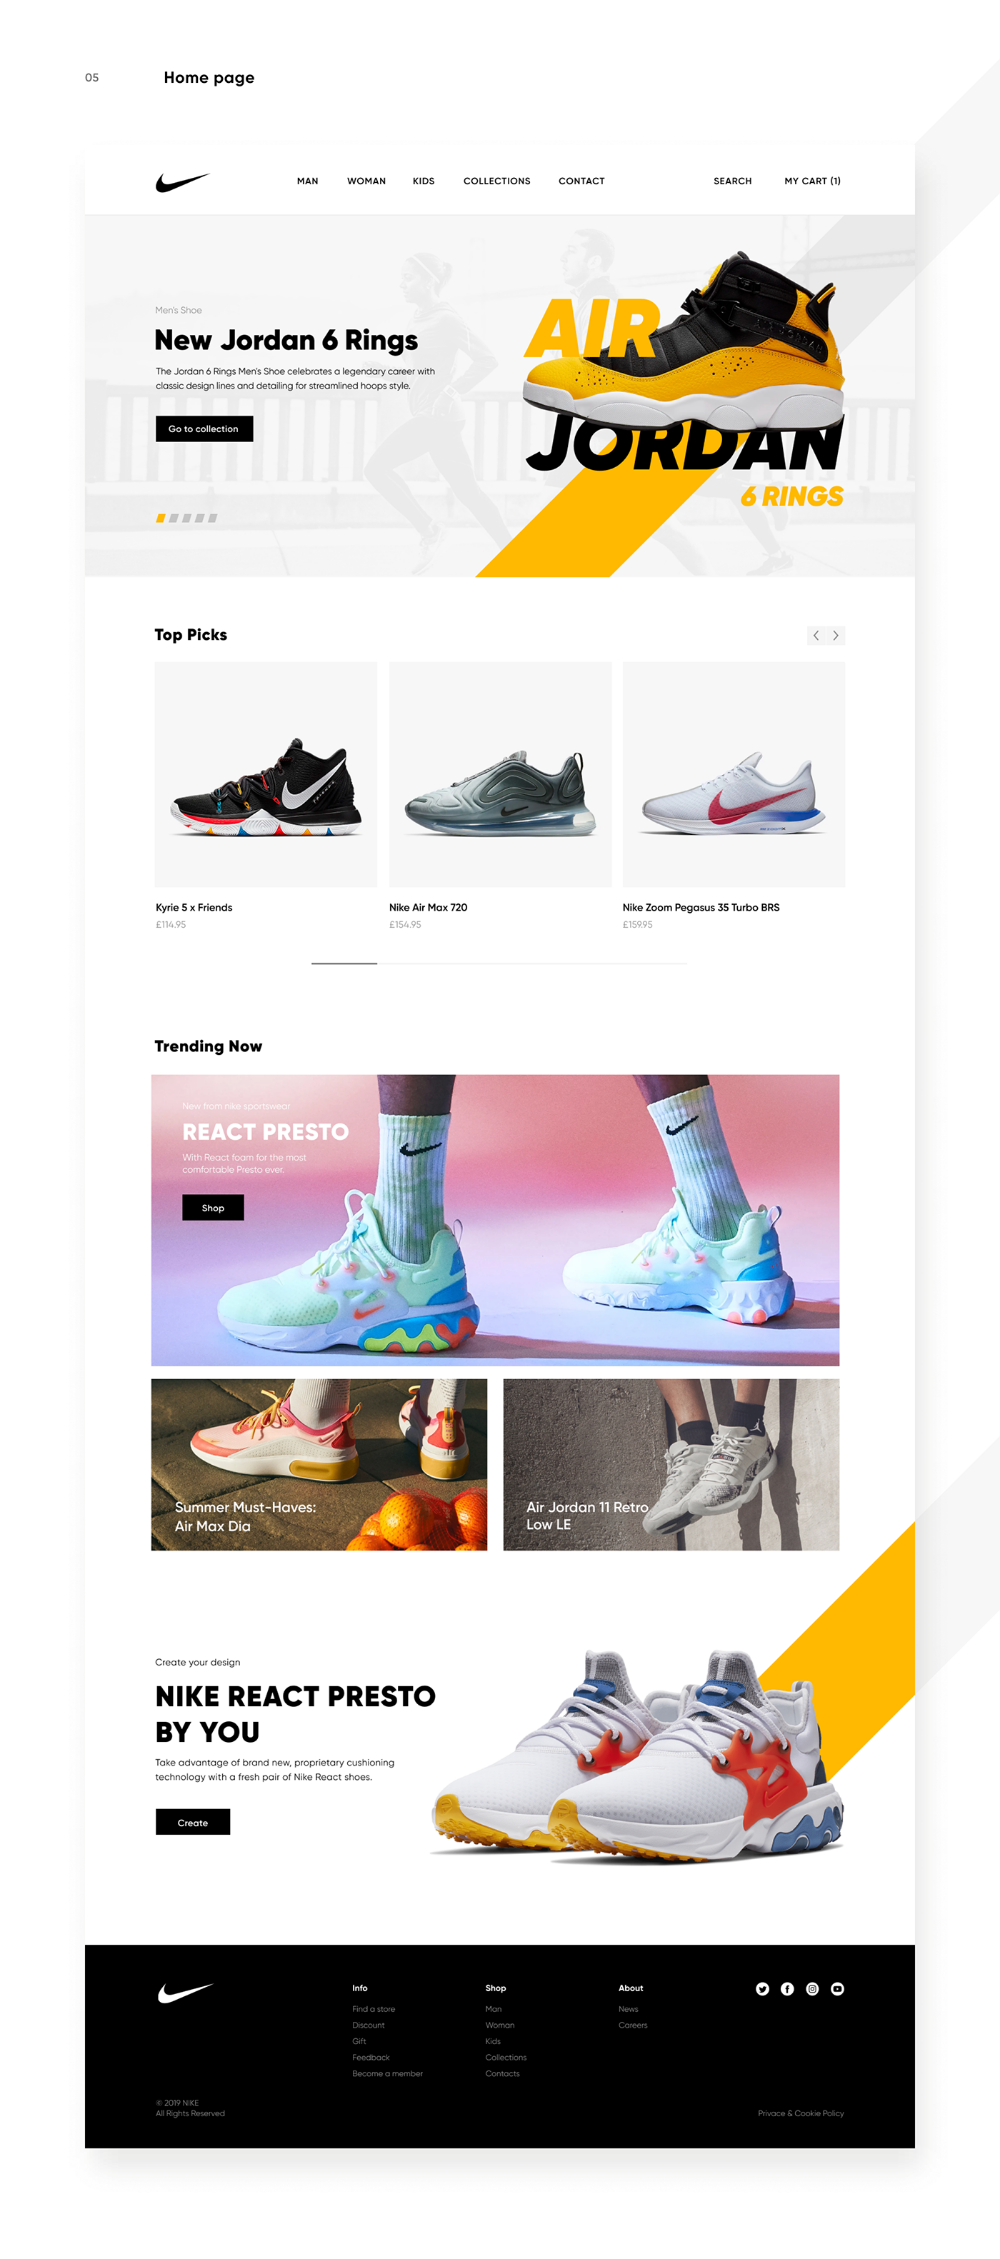 05
Home page
MAN
WOMAN
KIDS
COLLECTIONS
CONTACT
SEARCH
MY CART (1)
Men's Shoe
New Jordan 6 Rings
The Jordan 6 Rings Men's Shoe celebrates a legendary career with
classic design lines and detailing for streamlined hoops style.
Go to collection
AIR
JORDAN
6 RINGS
Top Picks
Kyrie 5 x Friends
£114.95
Nike Air Max 720
£154.95
Nike Zoom Pegasus 35 Turbo BRS
£159.95
Trending Now
New from nike sportswear
REACT PRESTO
With React foam for the most
comfortable Presto ever.
Shop
Summer Must-Haves:
Air Max Dia
Air Jordan 11 Retro
Low LE
Create your design
NIKE REACT PRESTO
BY YOU
Take advantage of brand new, proprietary cushioning
technology with a fresh pair of Nike React shoes.
Create
Info
Find a store
Discount
Gift
Feedback
Become a member
Shop
Man
Woman
Kids
Collections
Contacts
About
News
Careers
© 2019 NIKE
All Rights Reserved
Privace & Cookie Policy